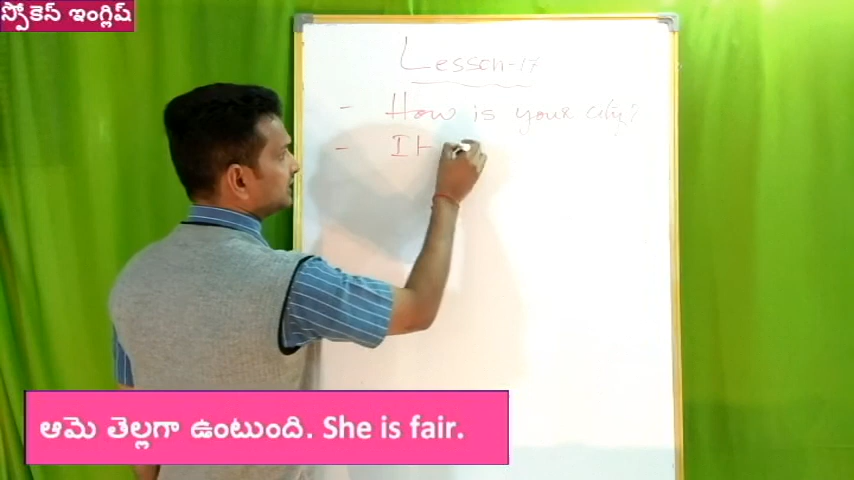 స్పోకెన్ ఇంగ్లిష్
Lesson-17
- How is your city?
- It
ఆమె తెల్లగా ఉంటుంది. She is fair.